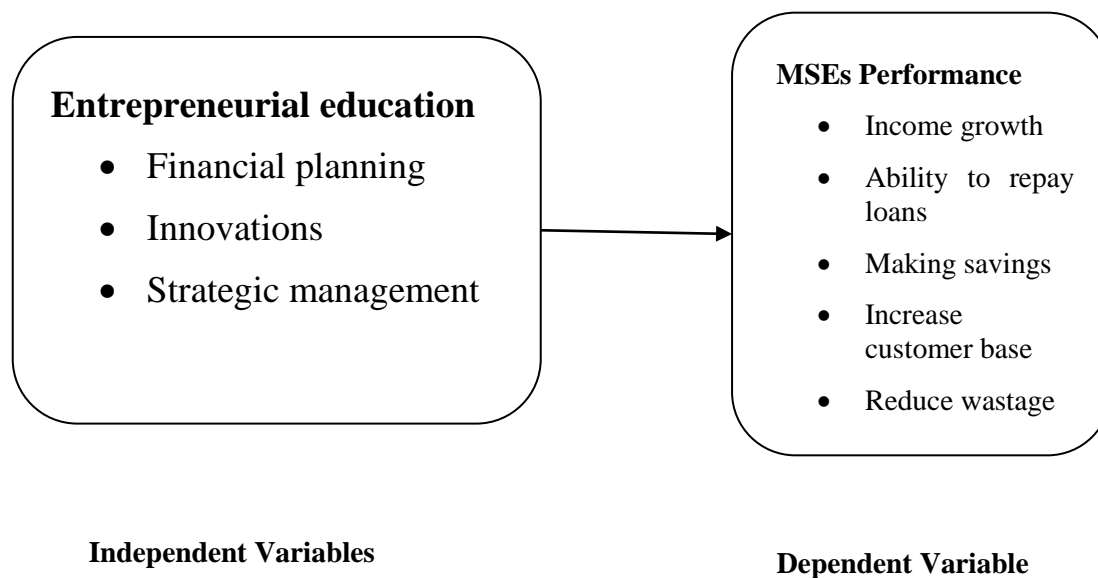 Entrepreneurial education
• Financial planning
• Innovations
• Strategic management
MSEs Performance
• Income growth
• Ability to repay
loans
• Making savings
• Increase
customer base
• Reduce wastage
Independent Variables
Dependent Variable